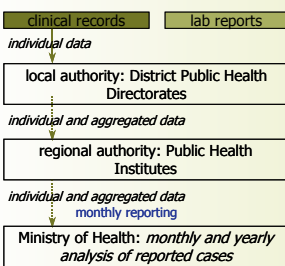 clinical records lab reports
individual data
local authority: District Public Health
Directorates
individual and aggregated data
regional authority: Public Health
Institutes
individual and aggregated data
monthly reporting
Ministry of Health: monthly and yearly
analysis of reported cases